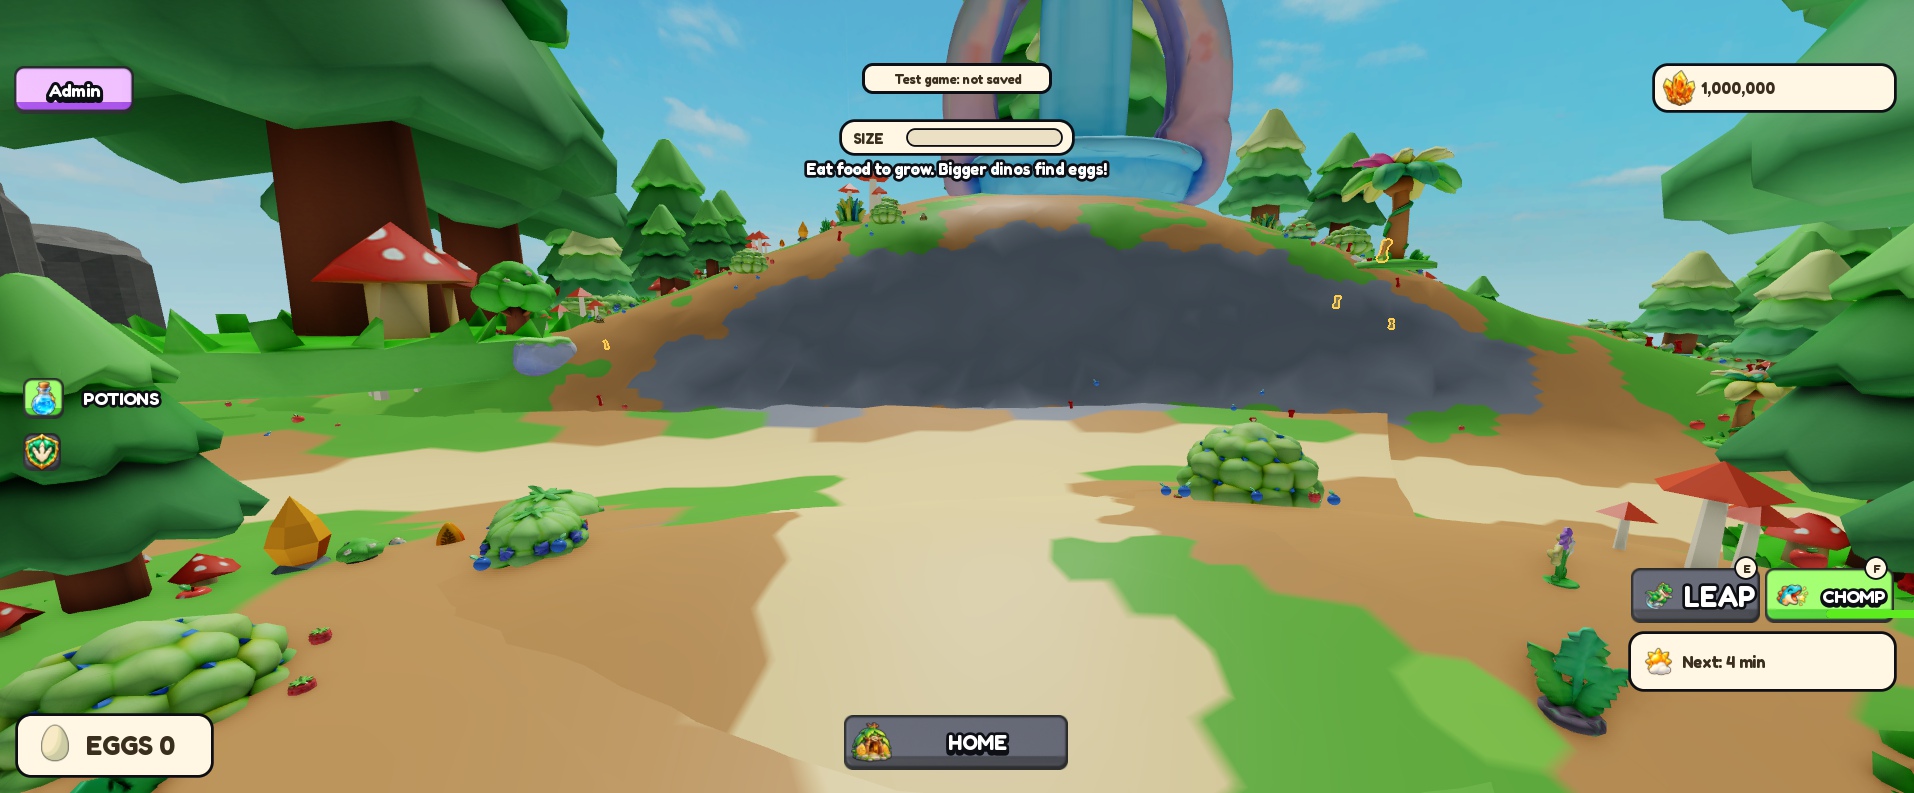 Admin
Test game: not saved
1,000,000
SIZE
Eat food to grow. Bigger dinos find eggs!
POTIONS
E
F
LEAP
CHOMP
Next: 4 min
EGGS 0
HOME